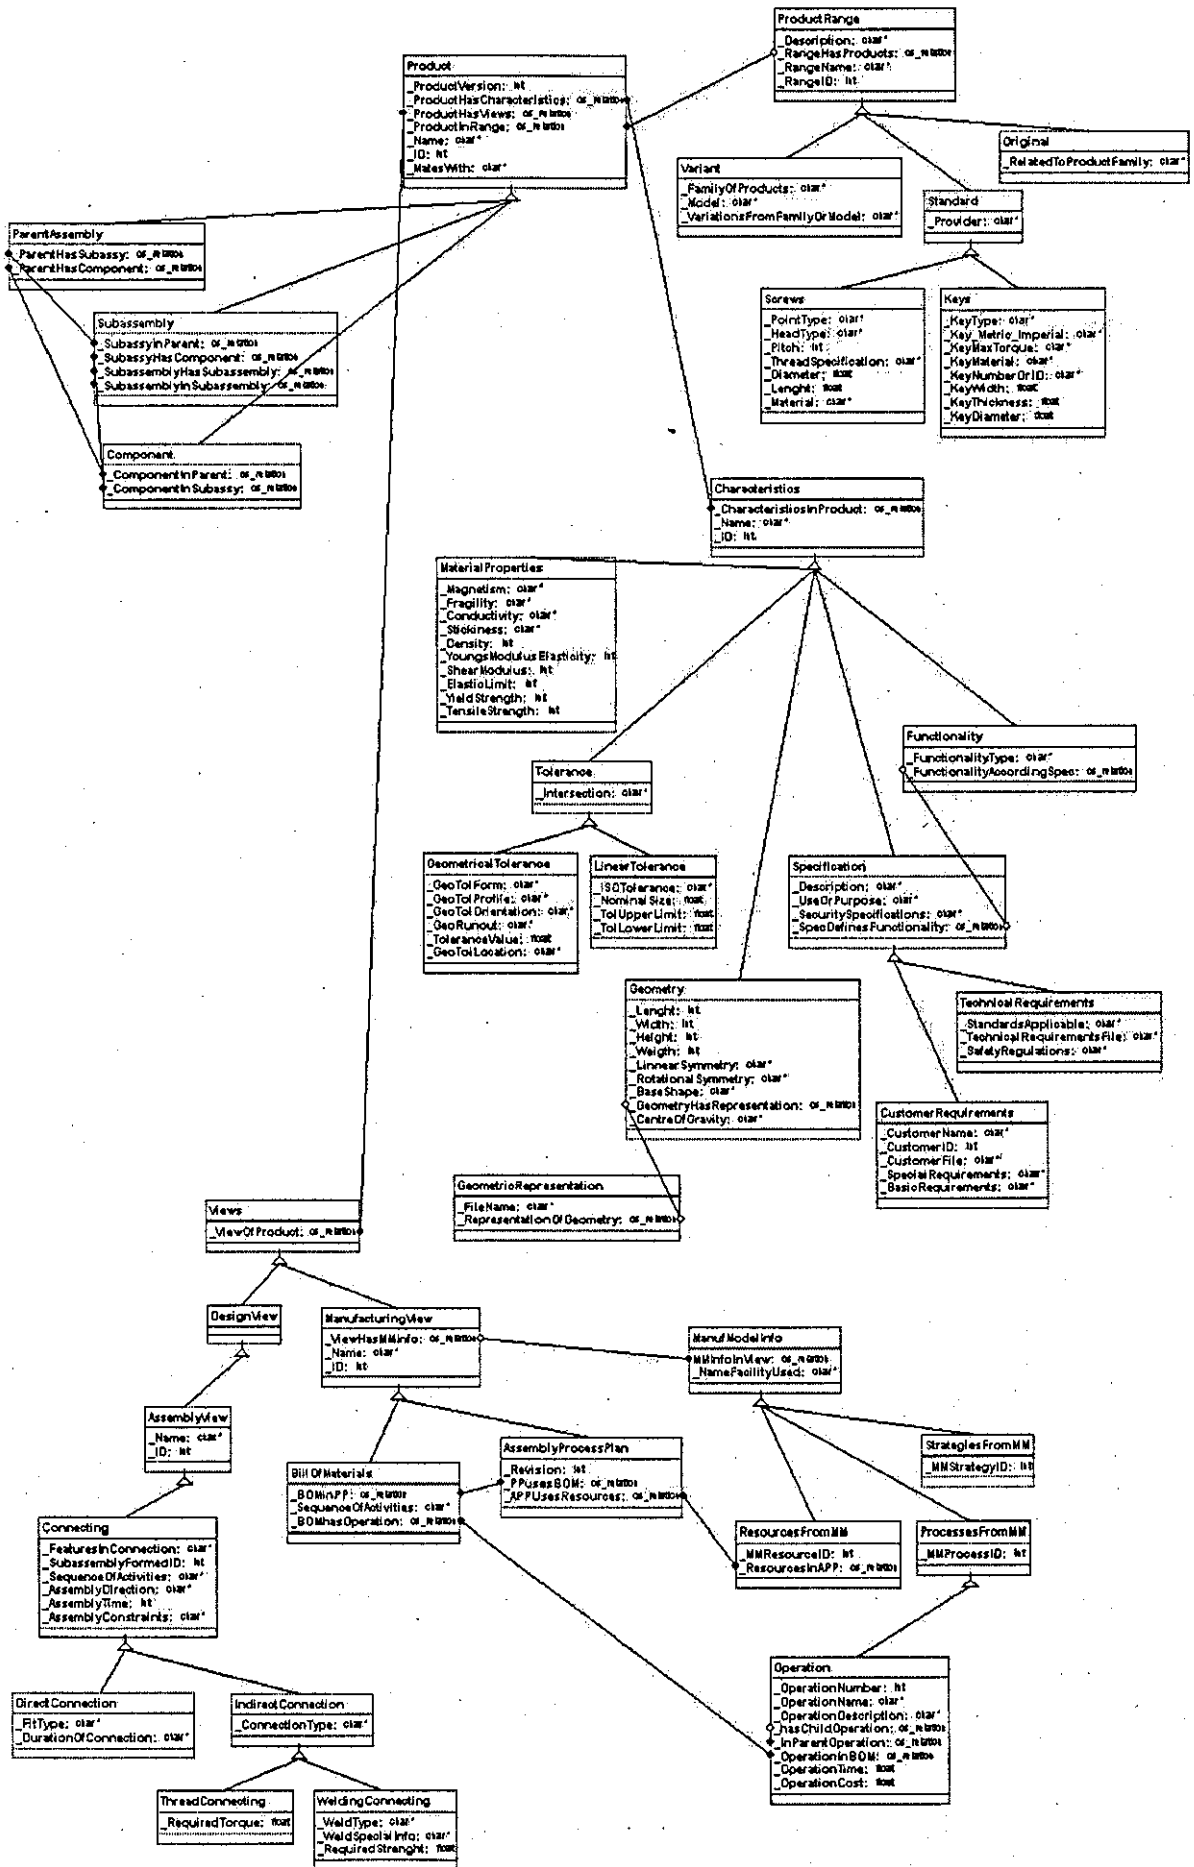 ProductRange
_Description: char*
_RangeHasProducts: os_relation
_RangeName: char*
_RangeID: int
Product
_ProductVersion: int
_ProductHasCharacteristics: os_relation
_ProductHasViews: os_relation
_ProductInRange: os_relation
_Name: char*
_ID: int
_MatesWith: char*
Original
_RelatedToProductFamily: char*
Variant
_FamilyOfProducts: char*
_Model: char*
_VariationsFromFamilyOrModel: char*
Standard
_Provider: char*
ParentAssembly
_ParentHasSubassy: os_relation
_ParentHasComponent: os_relation
Screws
_PointType: char*
_HeadType: char*
_Pitch: int
_ThreadSpecification: char*
_Diameter: float
_Lenght: float
_Material: char*
Keys
_KeyType: char*
_Key_Metric_Imperial: char*
_KeyMaxTorque: char*
_KeyMaterial: char*
_KeyNumberOrID: char*
_KeyWidth: float
_KeyThickness: float
_KeyDiameter: float
Subassembly
_SubassyInParent: os_relation
_SubassyHasComponent: os_relation
_SubassemblyHasSubassembly: os_relation
_SubassemblyInSubassembly: os_relation
Component
_ComponentInParent: os_relation
_ComponentInSubassy: os_relation
Characteristics
_CharacteristicsInProduct: os_relation
_Name: char*
_ID: int
MaterialProperties
_Magnetism: char*
_Fragility: char*
_Conductivity: char*
_Stickiness: char*
_Density: int
_YoungsModulusElasticity: int
_ShearModulus: int
_ElasticLimit: int
_YieldStrength: int
_TensileStrength: int
Functionality
_FunctionalityType: char*
_FunctionalityAccordingSpec: os_relation
Tolerance
_Intersection: char*
GeometricalTolerance
_GeoTolForm: char*
_GeoTolProfile: char*
_GeoTolOrientation: char*
_GeoRunout: char*
_ToleranceValue: float
_GeoTolLocation: char*
LinearTolerance
_ISOTolerance: char*
_NominalSize: float
_TolUpperLimit: float
_TolLowerLimit: float
Specification
_Description: char*
_UseOrPurpose: char*
_SecuritySpecifications: char*
_SpecDefinesFunctionality: os_relation
Geometry
_Lenght: int
_Width: int
_Height: int
_Weigth: int
_LinnearSymmetry: char*
_RotationalSymmetry: char*
_BaseShape: char*
_GeometryHasRepresentation: os_relation
_CentreOfGravity: char*
TechnicalRequirements
_StandardsApplicable: char*
_TechnicalRequirementsFile: char*
_SafetyRegulations: char*
CustomerRequirements
_CustomerName: char*
_CustomerID: int
_CustomerFile: char*
_SpecialRequirements: char*
_BasicRequirements: char*
GeometricRepresentation
_FileName: char*
_RepresentationOfGeometry: os_relation
Views
_ViewOfProduct: os_relation
DesignView
ManufacturingView
_ViewHasMMinfo: os_relation
_Name: char*
_ID: int
ManufModelInfo
MMInfoInView: os_relation
_NameFacilityUsed: char*
AssemblyView
_Name: char*
_ID: int
BillOfMaterials
_BOMinPP: os_relation
_SequenceOfActivities: char*
_BOMhasOperation: os_relation
AssemblyProcessPlan
_Revision: int
_PPusesBOM: os_relation
_APPUsesResources: os_relation
StrategiesFromMM
_MMStrategyID: int
ResourcesFromMM
_MMResourceID: int
_ResourcesInAPP: os_relation
ProcessesFromMM
_MMProcessID: int
Connecting
_FeaturesInConnection: char*
_SubassemblyFormedID: int
_SequenceOfActivities: char*
_AssemblyDirection: char*
_AssemblyTime: int
_AssemblyConstraints: char*
Operation
_OperationNumber: int
_OperationName: char*
_OperationDescription: char*
_hasChildOperation: os_relation
_InParentOperation: os_relation
_OperationInBOM: os_relation
_OperationTime: float
_OperationCost: float
DirectConnection
_FitType: char*
_DurationOfConnection: char*
IndirectConnection
_ConnectionType: char*
ThreadConnecting
_RequiredTorque: float
WeldingConnecting
_WeldType: char*
_WeldSpecialInfo: char*
_RequiredStrenght: float